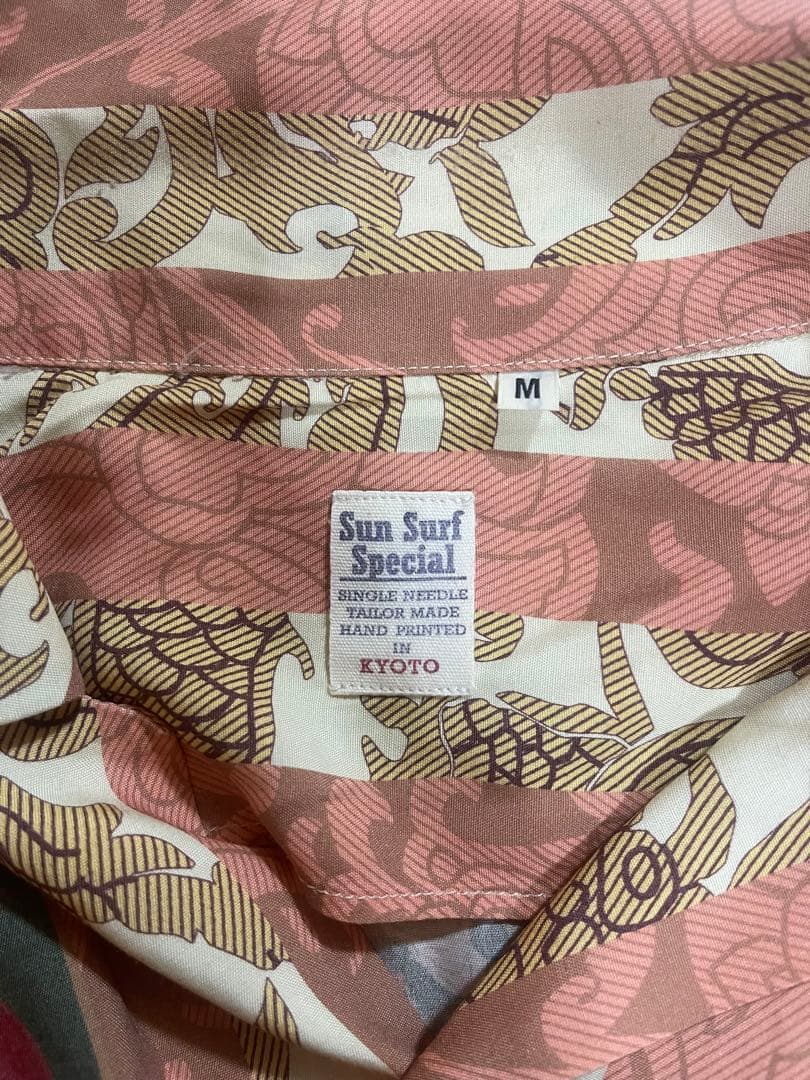 M
Sun Surf
Special
SINGLE NEEDLE
TAILOR MADE
HAND PRINTED
IN
KYOTO